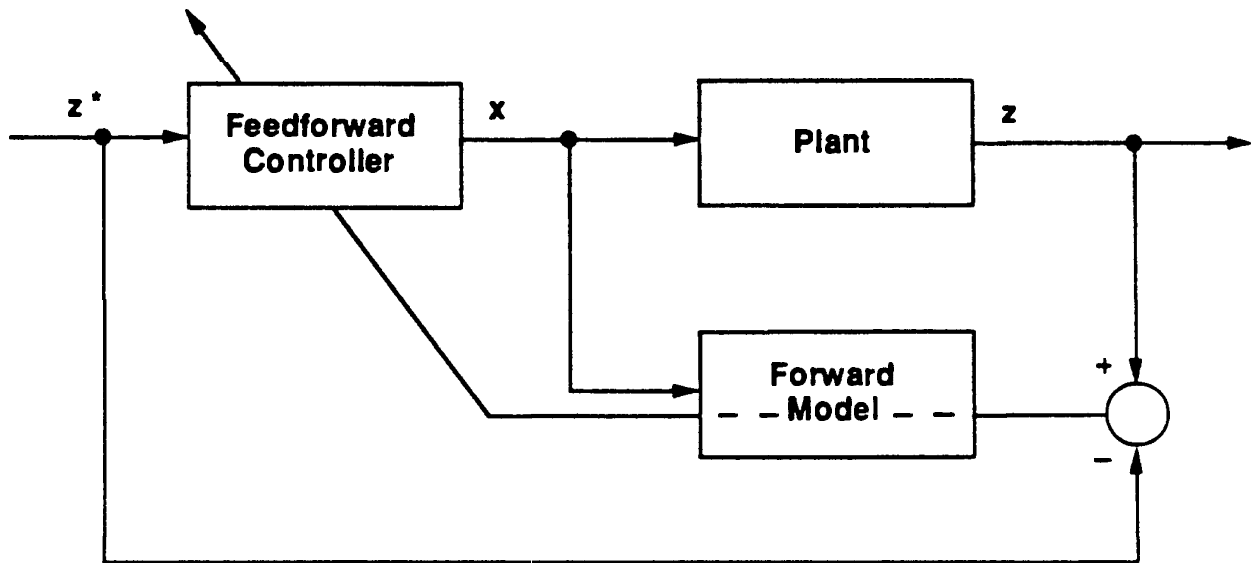 z*
Feedforward
Controller
x
Plant
z
Forward
Model
+
−